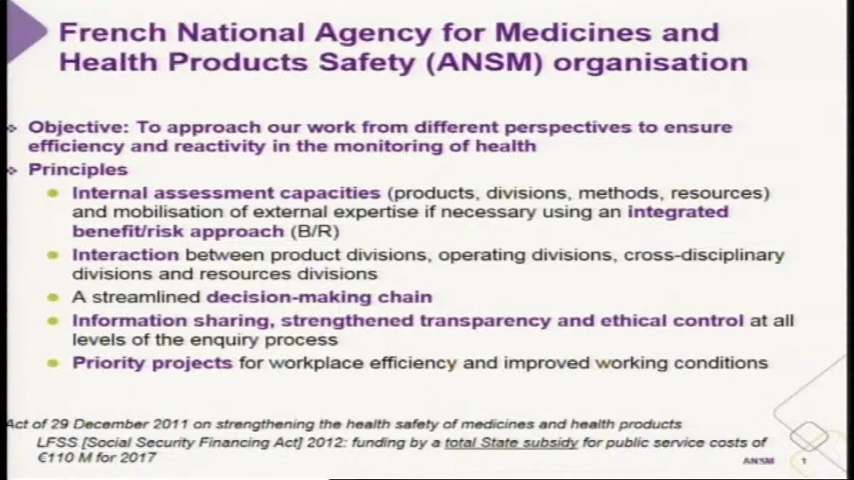 French National Agency for Medicines and
Health Products Safety (ANSM) organisation
Objective: To approach our work from different perspectives to ensure
efficiency and reactivity in the monitoring of health
Principles
Internal assessment capacities (products, divisions, methods, resources)
and mobilisation of external expertise if necessary using an integrated
benefit/risk approach (B/R)
Interaction between product divisions, operating divisions, cross-disciplinary
divisions and resources divisions
A streamlined decision-making chain
Information sharing, strengthened transparency and ethical control at all
levels of the enquiry process
Priority projects for workplace efficiency and improved working conditions
Act of 29 December 2011 on strengthening the health safety of medicines and health products
LFSS [Social Security Financing Act] 2012: funding by a total State subsidy for public service costs of
€110 M for 2017
ANSM 1